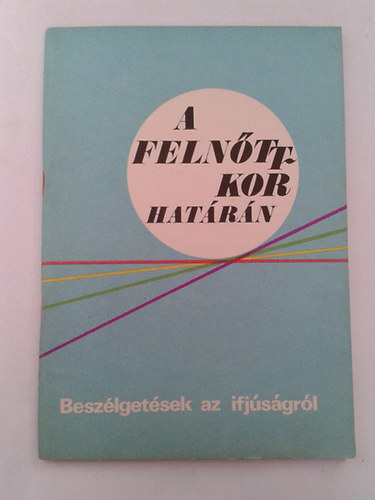 A
FELNŐTT-
KOR
HATÁRÁN
Beszélgetések az ifjúságról